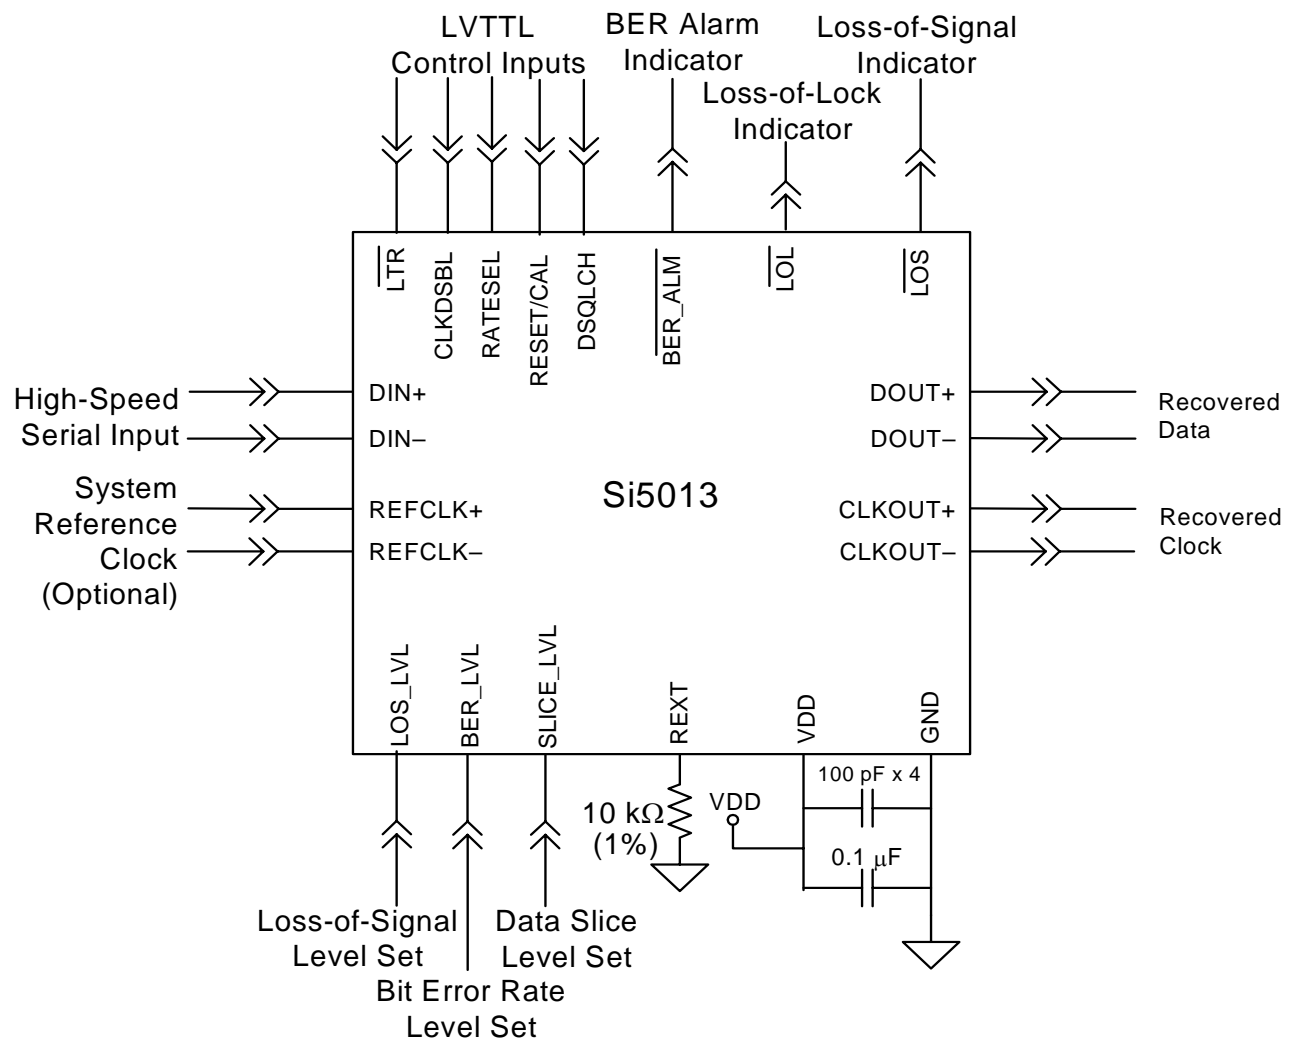 LVTTL
Control Inputs
BER Alarm
Indicator
Loss-of-Lock
Indicator
Loss-of-Signal
Indicator
LTR
CLKDSBL
RATESEL
RESET/CAL
DSQLCH
BER_ALM
LOL
LOS
High-Speed
Serial Input
DIN+
DIN–
System
Reference
Clock
(Optional)
REFCLK+
REFCLK–
Si5013
DOUT+
DOUT–
Recovered
Data
CLKOUT+
CLKOUT–
Recovered
Clock
LOS_LVL
BER_LVL
SLICE_LVL
REXT
VDD
GND
10 kΩ
(1%)
VDD
100 pF x 4
0.1 μF
Loss-of-Signal
Level Set
Data Slice
Level Set
Bit Error Rate
Level Set